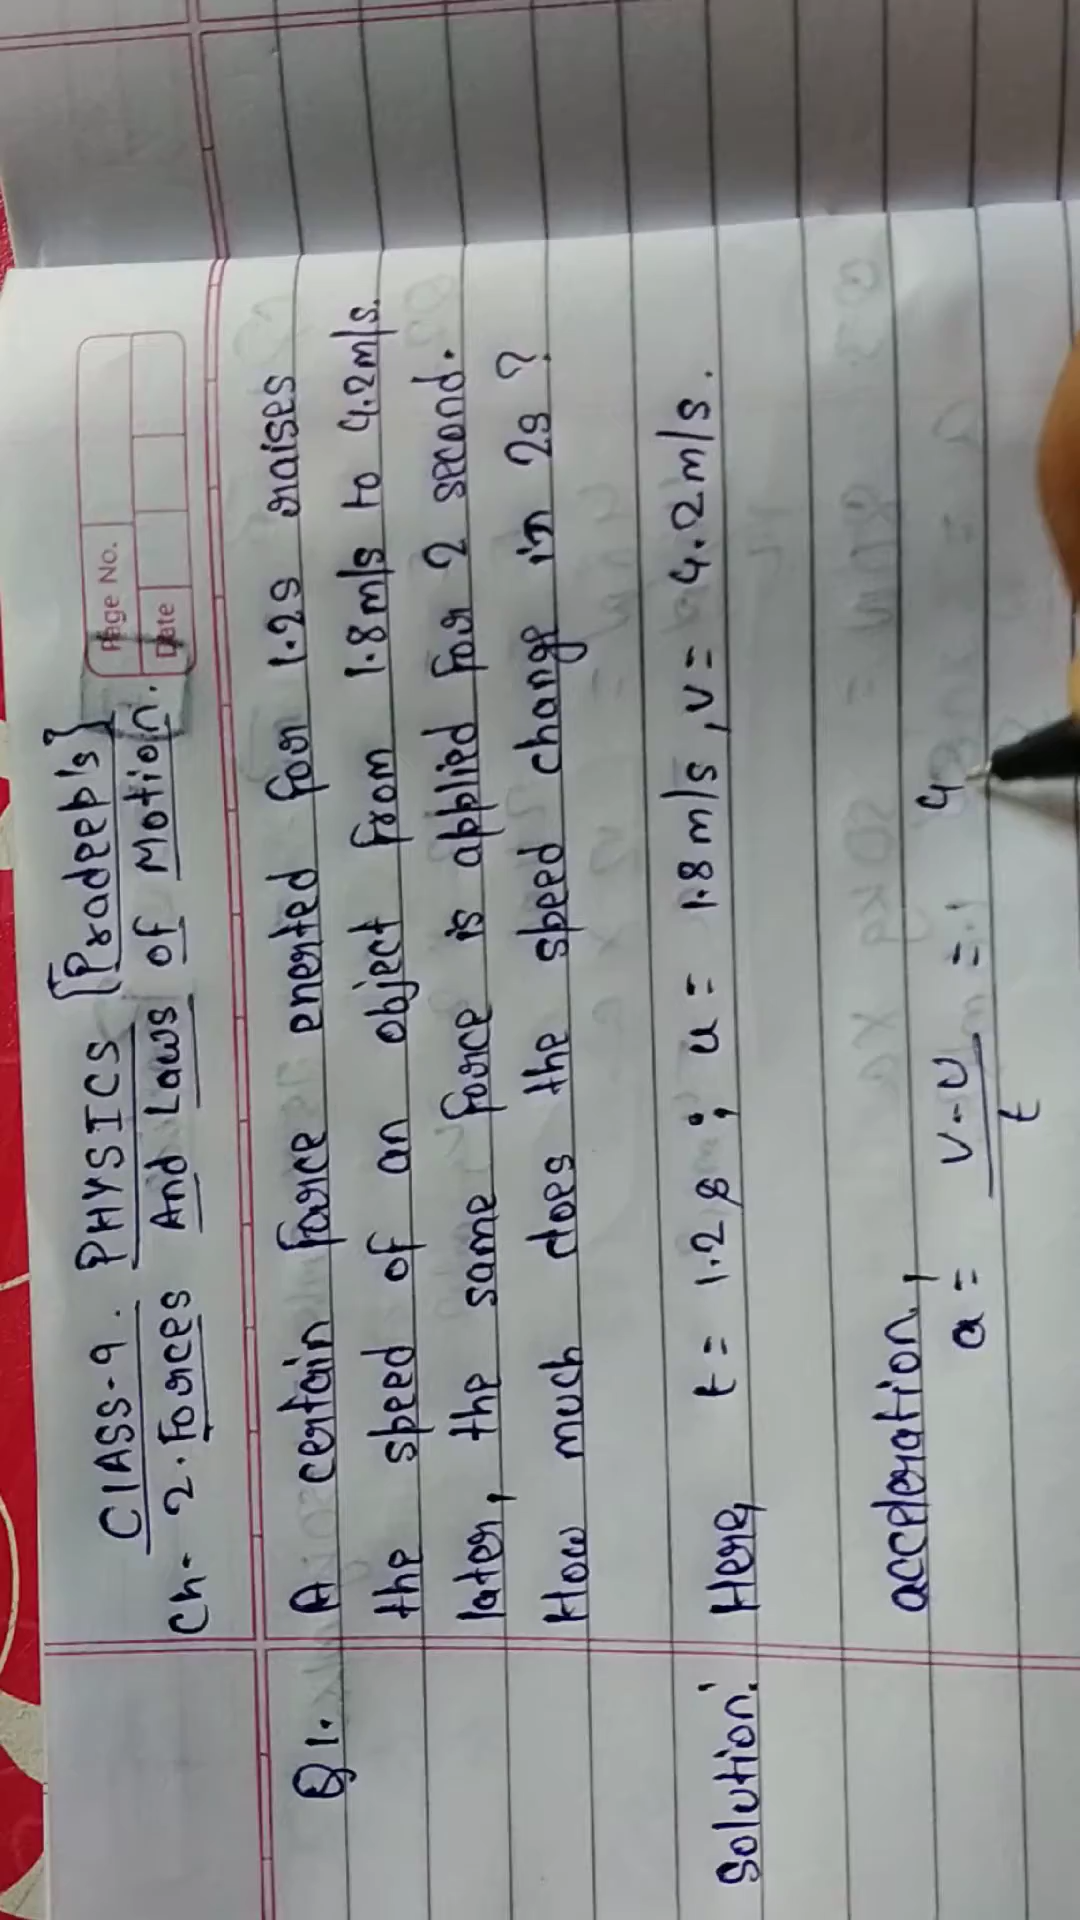 CLASS-9. PHYSICS [Pradeep's]
Page No.
Ch- 2. Forces And Laws of Motion.
Date
Q1. A certain force exerted for 1.2s raises
the speed of an object from 1.8m/s to 4.2m/s.
later, the same force is applied for 2 second.
How much does the speed change in 2s ?
Solution: Here, t = 1.2s ; u = 1.8m/s , v = 4.2m/s.
acceleration,
a = v-u/t = 4